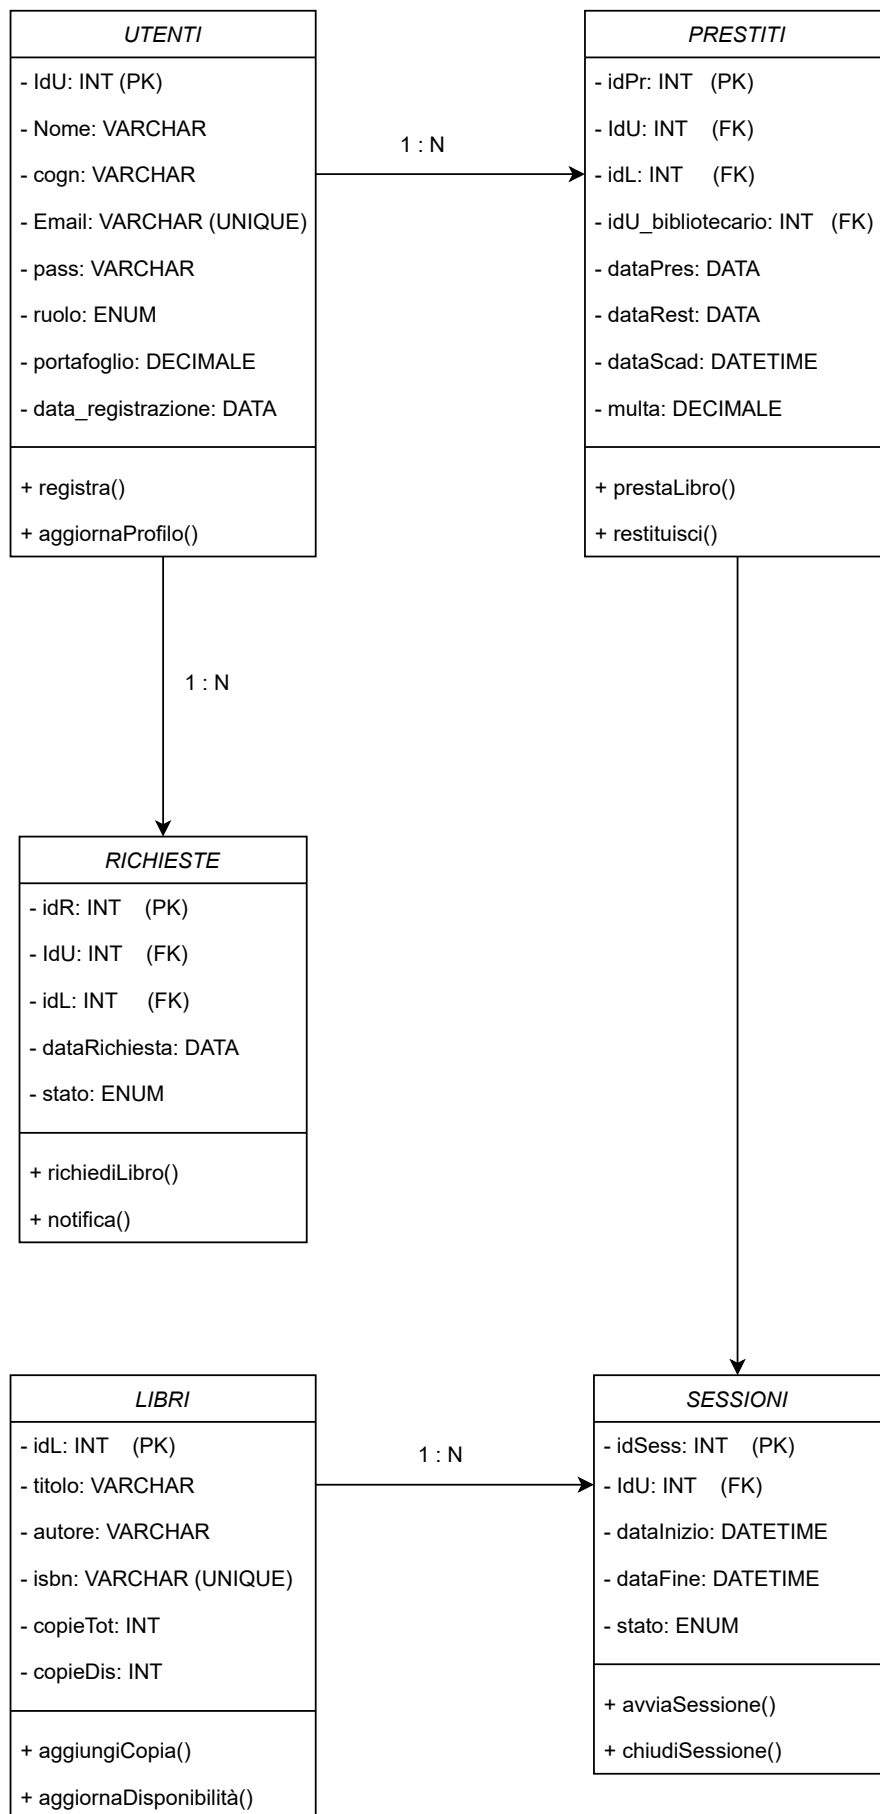 UTENTI
- IdU: INT (PK)
- Nome: VARCHAR
- cogn: VARCHAR
- Email: VARCHAR (UNIQUE)
- pass: VARCHAR
- ruolo: ENUM
- portafoglio: DECIMALE
- data_registrazione: DATA
+ registra()
+ aggiornaProfilo()
1 : N
PRESTITI
- idPr: INT (PK)
- IdU: INT (FK)
- idL: INT (FK)
- idU_bibliotecario: INT (FK)
- dataPres: DATA
- dataRest: DATA
- dataScad: DATETIME
- multa: DECIMALE
+ prestaLibro()
+ restituisci()
1 : N
RICHIESTE
- idR: INT (PK)
- IdU: INT (FK)
- idL: INT (FK)
- dataRichiesta: DATA
- stato: ENUM
+ richiediLibro()
+ notifica()
LIBRI
- idL: INT (PK)
- titolo: VARCHAR
- autore: VARCHAR
- isbn: VARCHAR (UNIQUE)
- copieTot: INT
- copieDis: INT
+ aggiungiCopia()
+ aggiornaDisponibilità()
1 : N
SESSIONI
- idSess: INT (PK)
- IdU: INT (FK)
- dataInizio: DATETIME
- dataFine: DATETIME
- stato: ENUM
+ avviaSessione()
+ chiudiSessione()